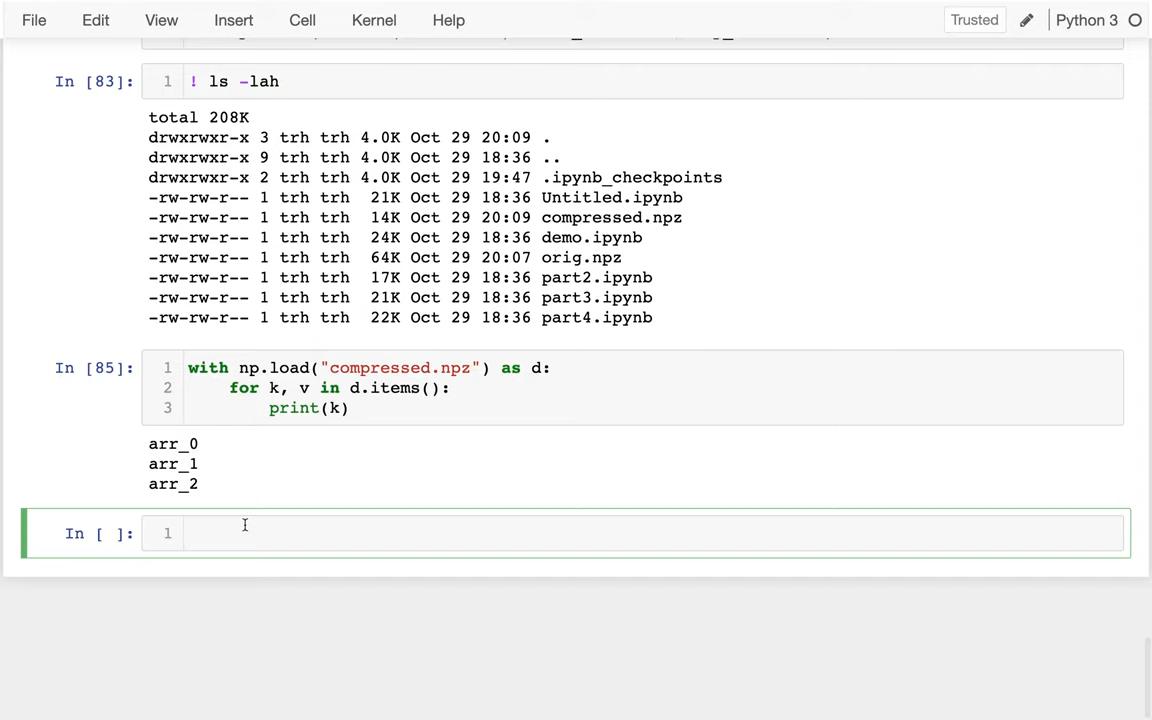 File Edit View Insert Cell Kernel Help Trusted Python 3
In [83]: 1 ! ls -lah
total 208K
drwxrwxr-x 3 trh trh 4.0K Oct 29 20:09 .
drwxrwxr-x 9 trh trh 4.0K Oct 29 18:36 ..
drwxrwxr-x 2 trh trh 4.0K Oct 29 19:47 .ipynb_checkpoints
-rw-rw-r-- 1 trh trh  21K Oct 29 18:36 Untitled.ipynb
-rw-rw-r-- 1 trh trh  14K Oct 29 20:09 compressed.npz
-rw-rw-r-- 1 trh trh  24K Oct 29 18:36 demo.ipynb
-rw-rw-r-- 1 trh trh  64K Oct 29 20:07 orig.npz
-rw-rw-r-- 1 trh trh  17K Oct 29 18:36 part2.ipynb
-rw-rw-r-- 1 trh trh  21K Oct 29 18:36 part3.ipynb
-rw-rw-r-- 1 trh trh  22K Oct 29 18:36 part4.ipynb
In [85]: 1 with np.load("compressed.npz") as d:
2     for k, v in d.items():
3         print(k)
arr_0
arr_1
arr_2
In [ ]: 1